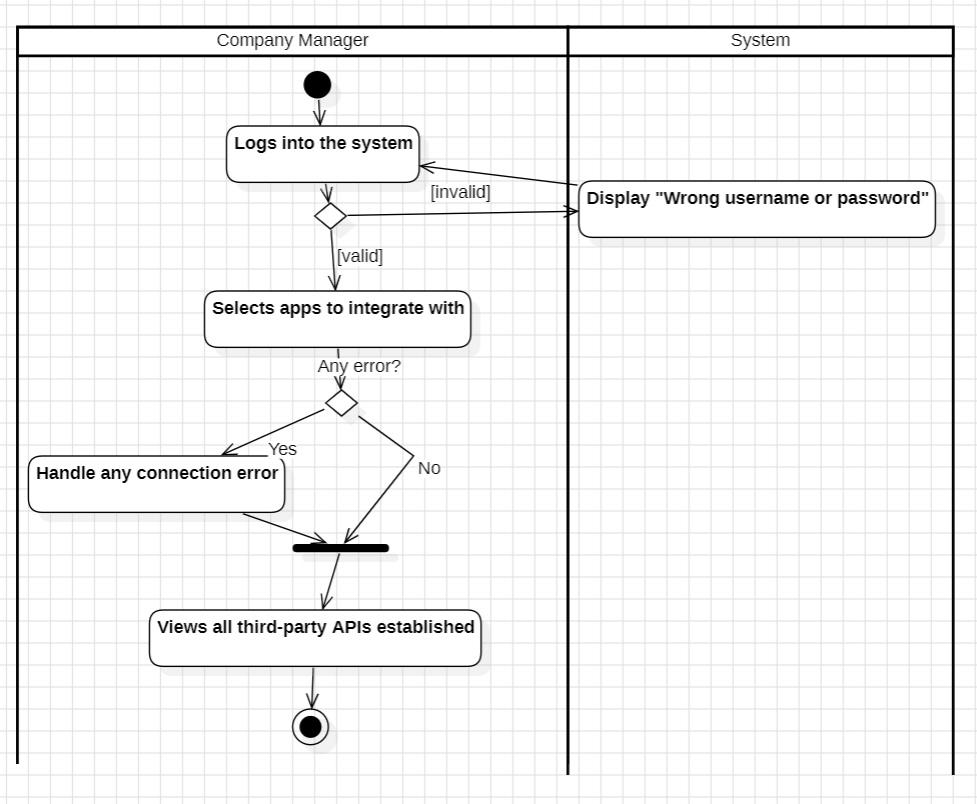 Company Manager
System
Logs into the system
[invalid]
Display "Wrong username or password"
[valid]
Selects apps to integrate with
Any error?
Yes
No
Handle any connection error
Views all third-party APIs established